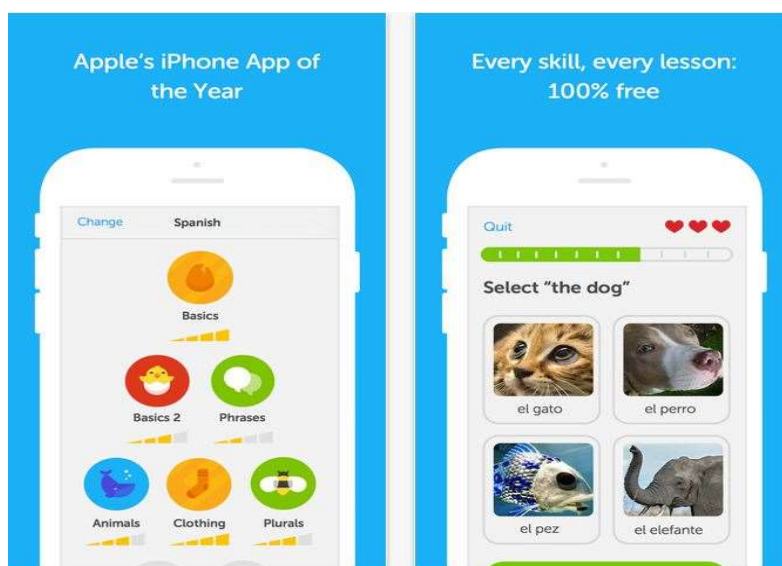 Apple's iPhone App of
the Year
Change Spanish
Basics
Basics 2 Phrases
Animals Clothing Plurals
Every skill, every lesson:
100% free
Quit
Select "the dog"
el gato el perro
el pez el elefante